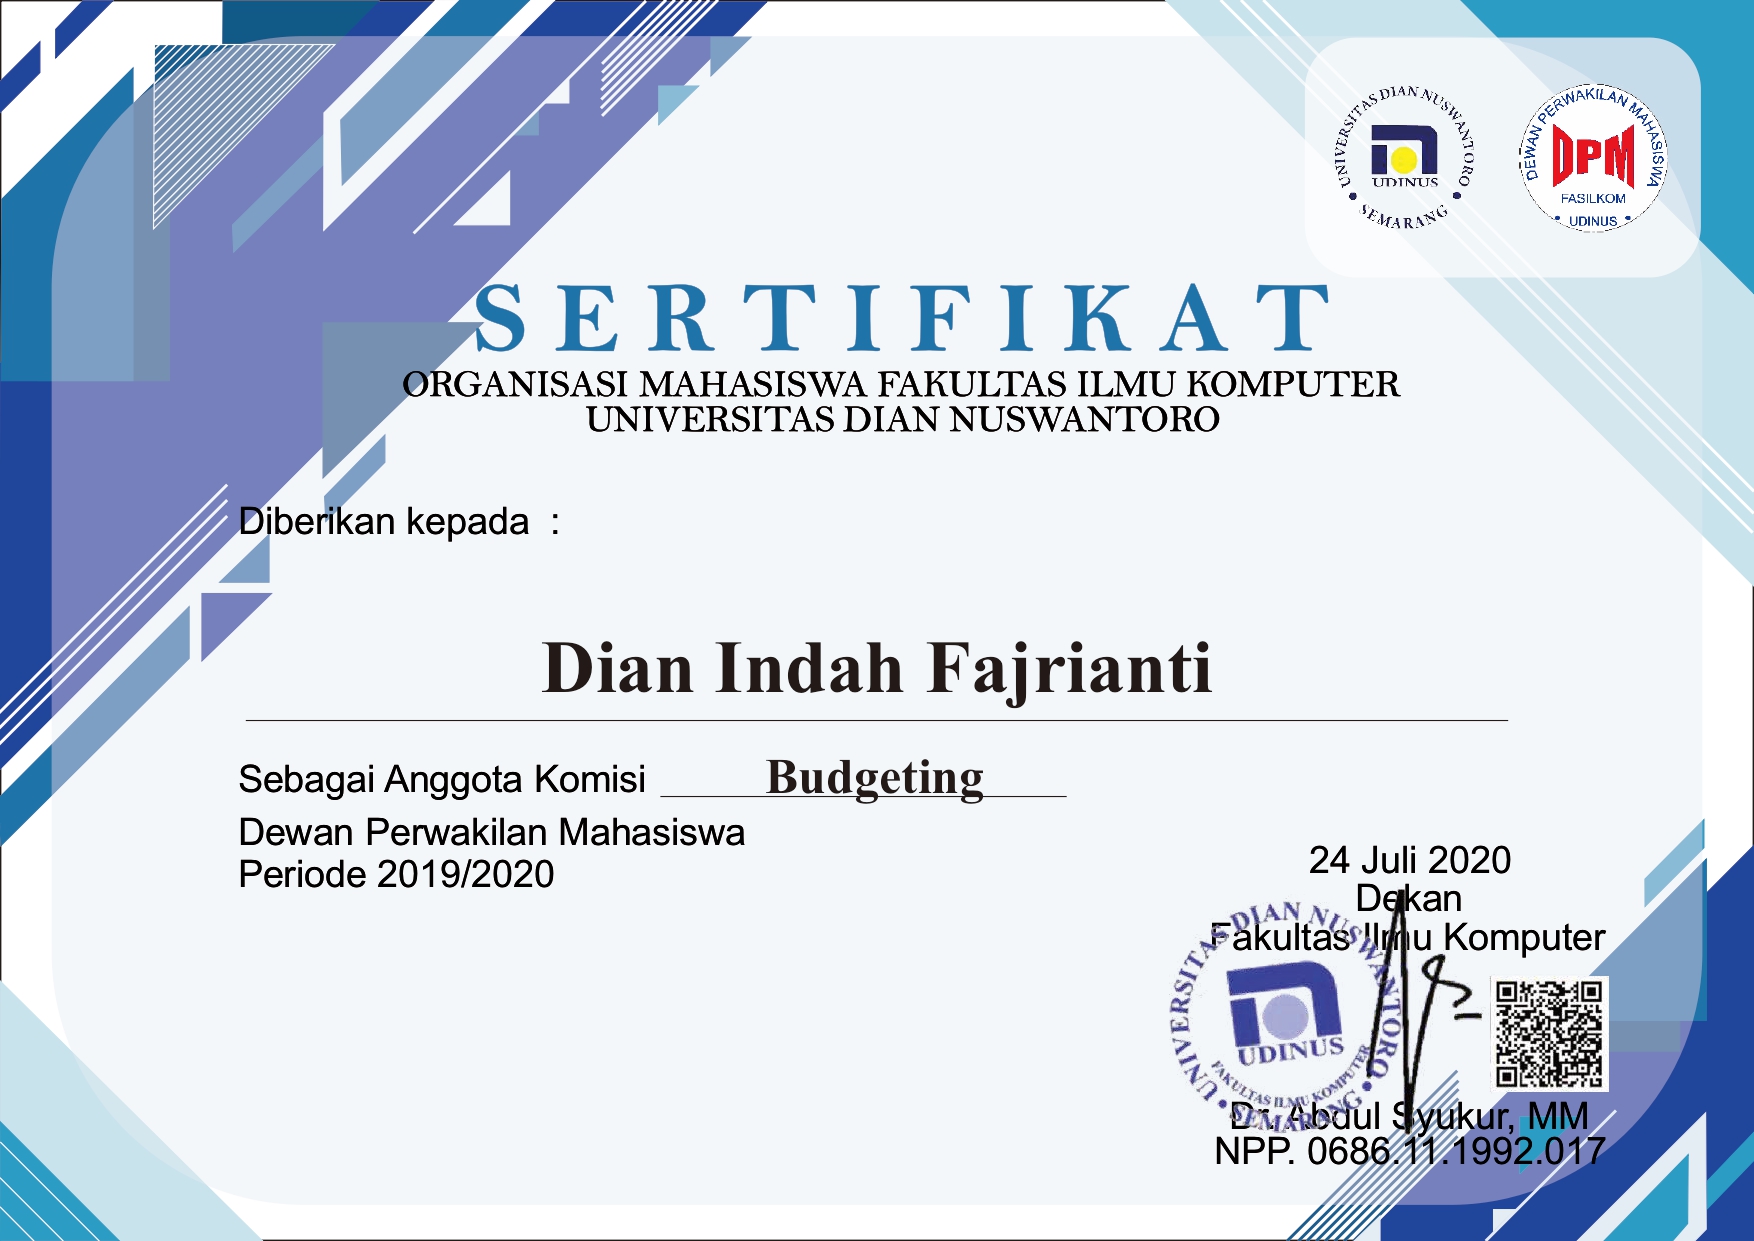 UNIVERSITAS DIAN NUSWANTORO
UDINUS
• SEMARANG •
DEWAN PERWAKILAN MAHASISWA
DPM
FASILKOM
• UDINUS •
SERTIFIKAT
ORGANISASI MAHASISWA FAKULTAS ILMU KOMPUTER
UNIVERSITAS DIAN NUSWANTORO
Diberikan kepada :
Dian Indah Fajrianti
Sebagai Anggota Komisi Budgeting
Dewan Perwakilan Mahasiswa
Periode 2019/2020
24 Juli 2020
Dekan
Fakultas Ilmu Komputer
UNIVERSITAS DIAN NUSWANTORO
UDINUS
FAKULTAS ILMU KOMPUTER
• SEMARANG •
Dr. Abdul Syukur, MM
NPP. 0686.11.1992.017